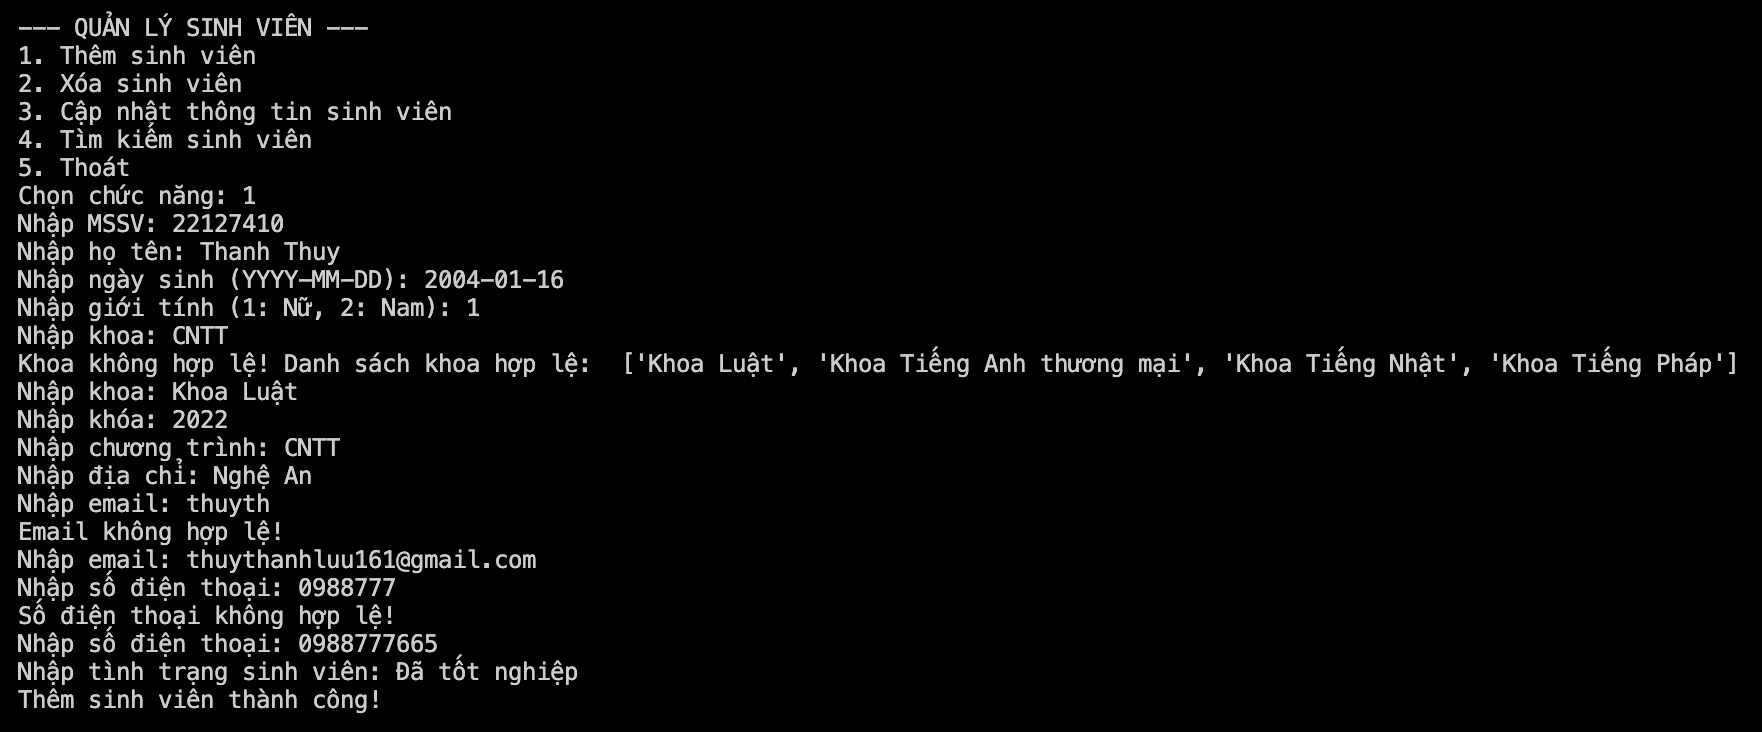 --- QUẢN LÝ SINH VIÊN ---
1. Thêm sinh viên
2. Xóa sinh viên
3. Cập nhật thông tin sinh viên
4. Tìm kiếm sinh viên
5. Thoát
Chọn chức năng: 1
Nhập MSSV: 22127410
Nhập họ tên: Thanh Thuy
Nhập ngày sinh (YYYY-MM-DD): 2004-01-16
Nhập giới tính (1: Nữ, 2: Nam): 1
Nhập khoa: CNTT
Khoa không hợp lệ! Danh sách khoa hợp lệ:  ['Khoa Luật', 'Khoa Tiếng Anh thương mại', 'Khoa Tiếng Nhật', 'Khoa Tiếng Pháp']
Nhập khoa: Khoa Luật
Nhập khóa: 2022
Nhập chương trình: CNTT
Nhập địa chỉ: Nghệ An
Nhập email: thuyth
Email không hợp lệ!
Nhập email: thuythanhluu161@gmail.com
Nhập số điện thoại: 0988777
Số điện thoại không hợp lệ!
Nhập số điện thoại: 0988777665
Nhập tình trạng sinh viên: Đã tốt nghiệp
Thêm sinh viên thành công!